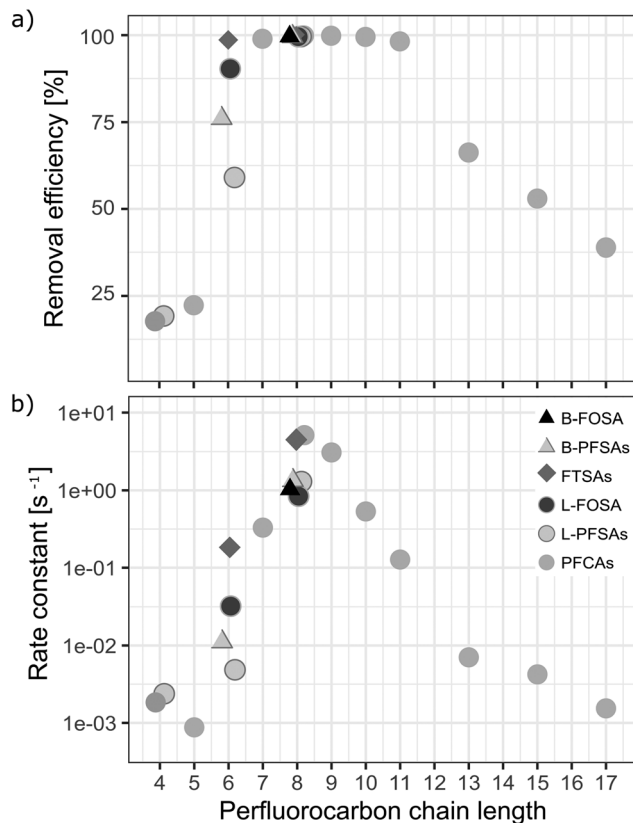 a)
Removal efficiency [%]
100
75
50
25
b)
Rate constant [s⁻¹]
1e+01
1e+00
1e-01
1e-02
1e-03
B-FOSA
B-PFSAs
FTSAs
L-FOSA
L-PFSAs
PFCAs
4 5 6 7 8 9 10 11 12 13 14 15 16 17
Perfluorocarbon chain length